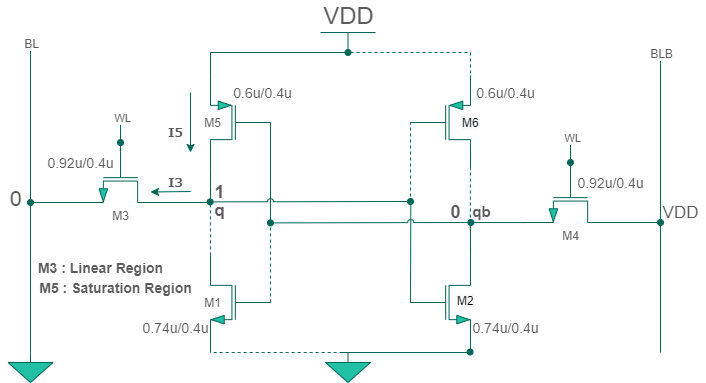 VDD
BL
BLB
0.6u/0.4u
0.6u/0.4u
WL
I5
M5
M6
WL
0.92u/0.4u
I3
0.92u/0.4u
0
1
M3
q
0
qb
VDD
M4
M3 : Linear Region
M5 : Saturation Region
M1
M2
0.74u/0.4u
0.74u/0.4u